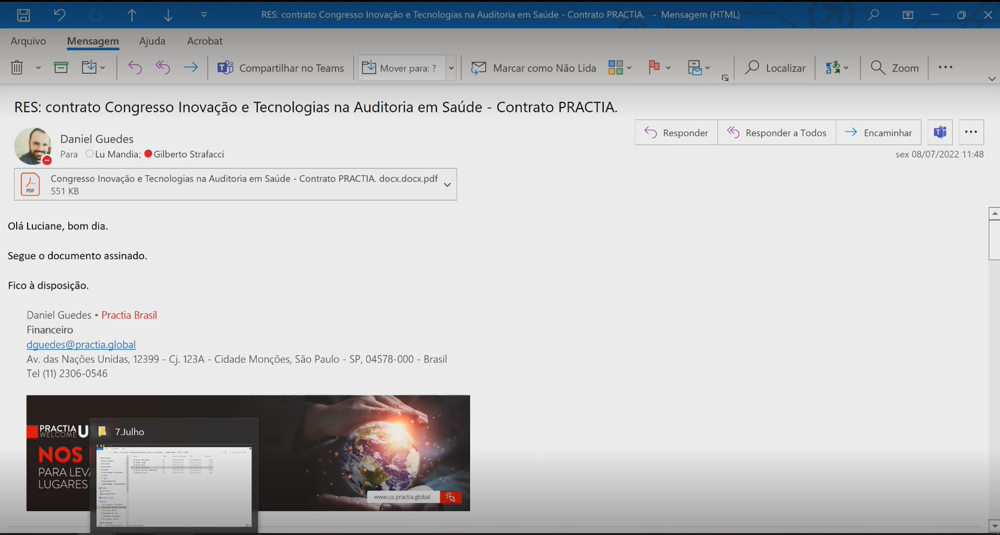 RES: contrato Congresso Inovação e Tecnologias na Auditoria em Saúde - Contrato PRACTIA. - Mensagem (HTML)
Arquivo Mensagem Ajuda Acrobat
Compartilhar no Teams Mover para: ? Marcar como Não Lida Localizar Zoom
RES: contrato Congresso Inovação e Tecnologias na Auditoria em Saúde - Contrato PRACTIA.
Responder Responder a Todos Encaminhar
Daniel Guedes
Para Lu Mandia; Gilberto Strafacci
sex 08/07/2022 11:48
PDF
Congresso Inovação e Tecnologias na Auditoria em Saúde - Contrato PRACTIA. docx.docx.pdf
551 KB
Olá Luciane, bom dia.
Segue o documento assinado.
Fico à disposição.
Daniel Guedes • Practia Brasil
Financeiro
dguedes@practia.global
Av. das Nações Unidas, 12399 - Cj. 123A - Cidade Monções, São Paulo - SP, 04578-000 - Brasil
Tel (11) 2306-0546
PRACTIA
WELCOME U
NOS
PARA LEVA
LUGARES
7.Julho
www.us.practia.global